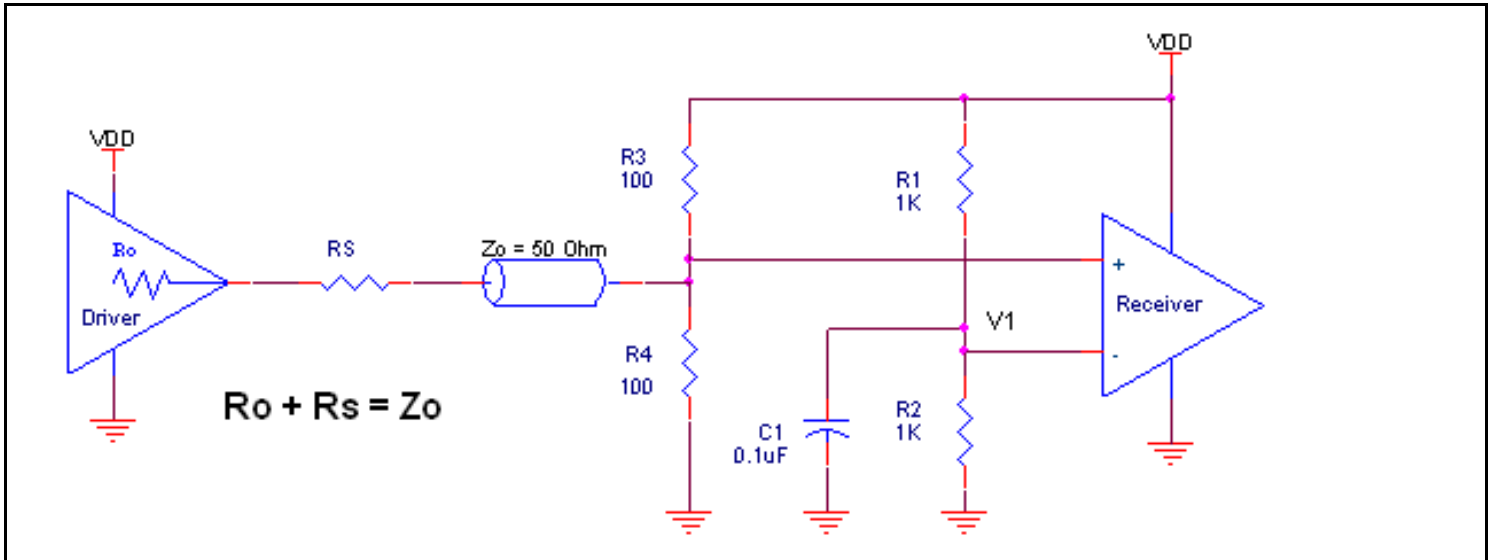 VDD
VDD
R3
100
R1
1K
Ro
RS
Zo = 50 Ohm
+
Driver
Receiver
V1
-
R4
100
Ro + Rs = Zo
R2
1K
C1
0.1uF